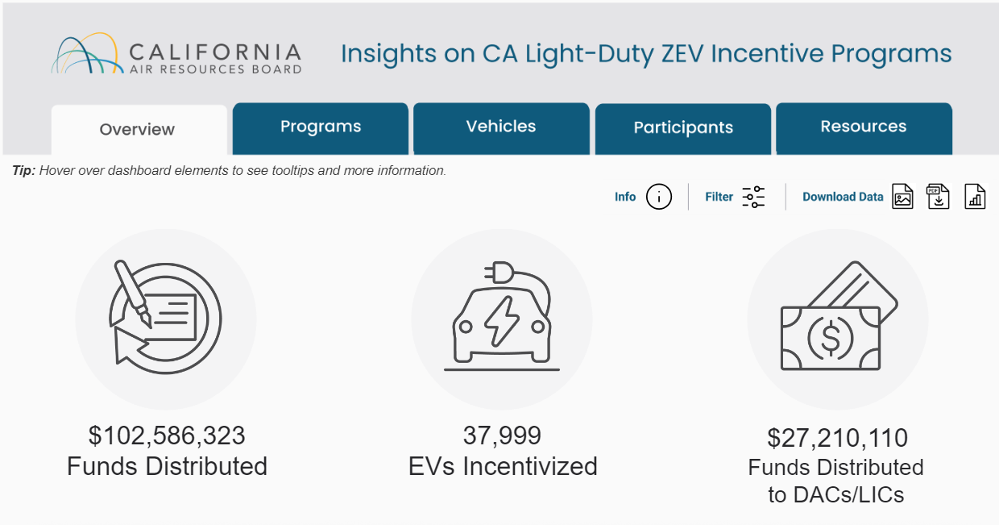 CALIFORNIA
AIR RESOURCES BOARD
Insights on CA Light-Duty ZEV Incentive Programs
Overview
Programs
Vehicles
Participants
Resources
Tip: Hover over dashboard elements to see tooltips and more information.
Info
i
Filter
Download Data
PDF
$102,586,323
Funds Distributed
37,999
EVs Incentivized
$
$27,210,110
Funds Distributed
to DACs/LICs